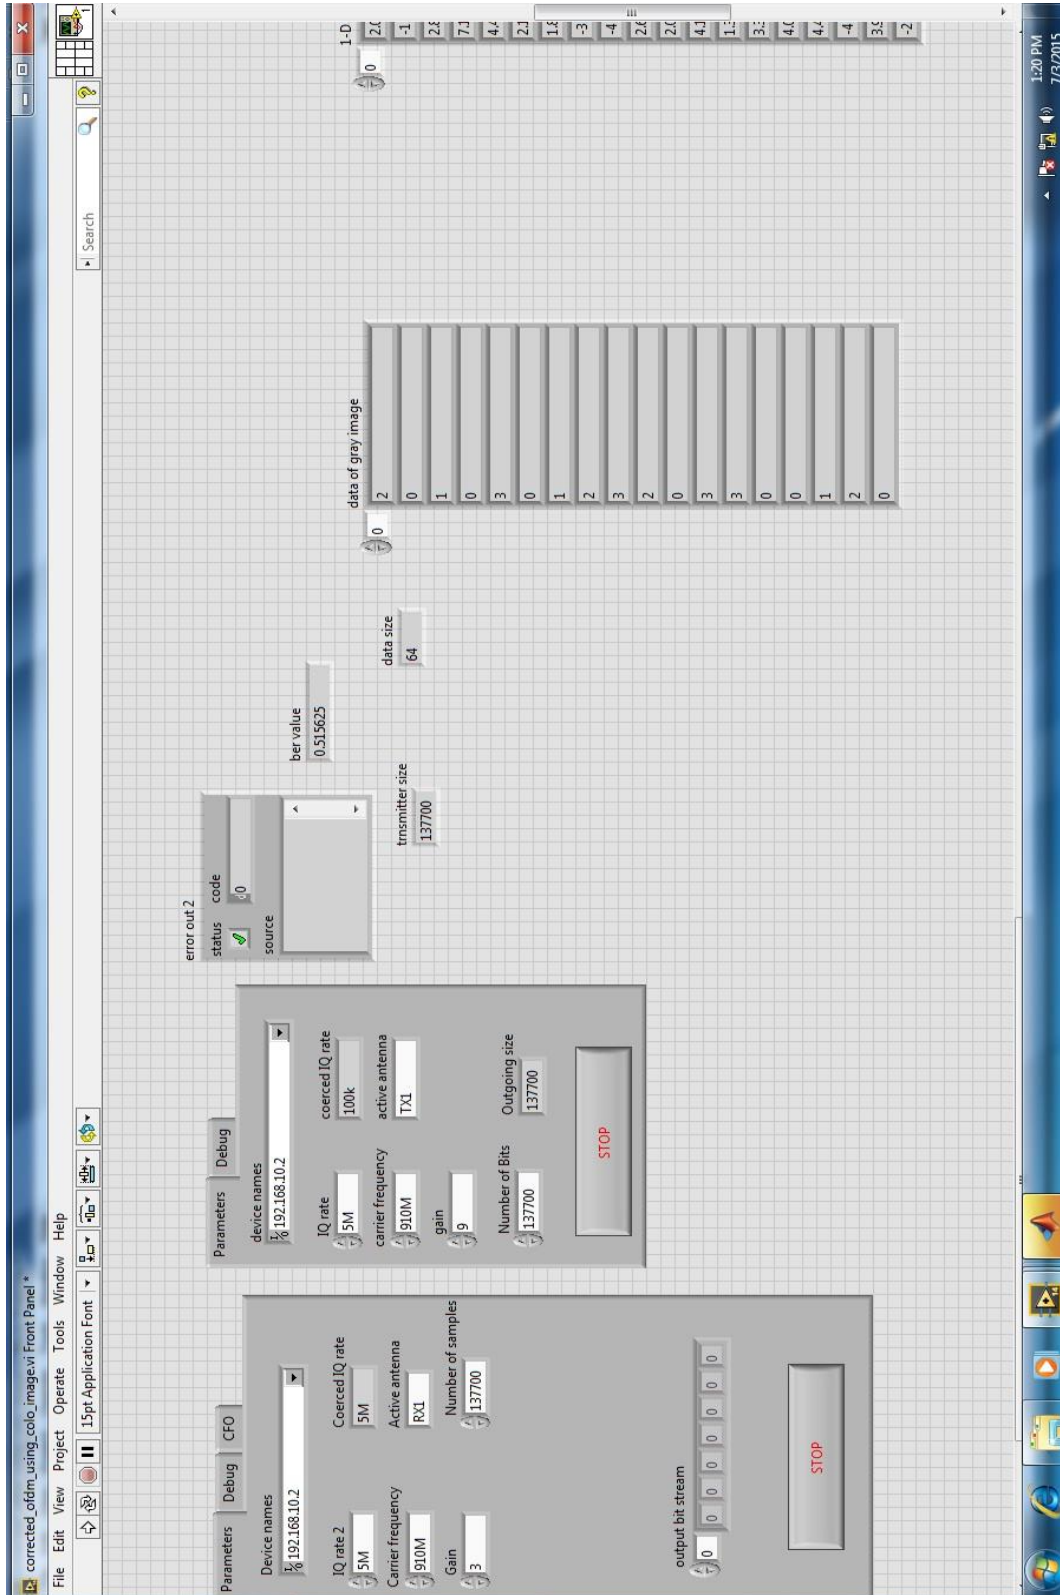 corrected_ofdm_using_colo_image.vi Front Panel *
File Edit View Project Operate Tools Window Help
15pt Application Font
Search
Parameters Debug CFO
Device names
192.168.10.2
IQ rate 2 Coerced IQ rate
5M 5M
Carrier frequency Active antenna
910M RX1
Gain Number of samples
3 137700
output bit stream
0 0 0 0 0 0 0 0
STOP
Parameters Debug
device names
192.168.10.2
IQ rate coerced IQ rate
5M 100k
carrier frequency active antenna
910M TX1
gain
9
Number of Bits Outgoing size
137700 137700
STOP
error out 2
status code
0
source
ber value
0.515625
trnsmitter size
137700
data size
64
data of gray image
0
2
0
1
0
3
0
1
2
3
2
0
3
3
0
0
1
2
0
1-D
0
-1
7.1
-3
-4
-4
-2
1:20 PM
7/3/2015